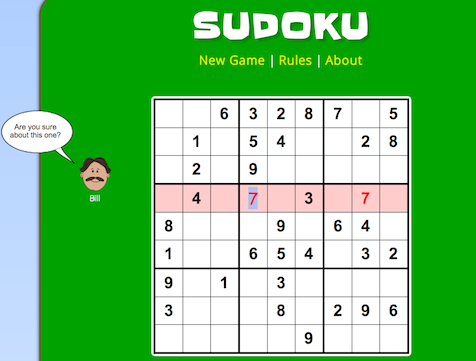 SUDOKU
New Game | Rules | About
Are you sure
about this one?
Bill
6 3 2 8 7 5
1 5 4 2 8
2 9
4 7 3 7
8 9 6 4
1 6 5 4 3 2
9 1 3
3 8 2 9 6
9